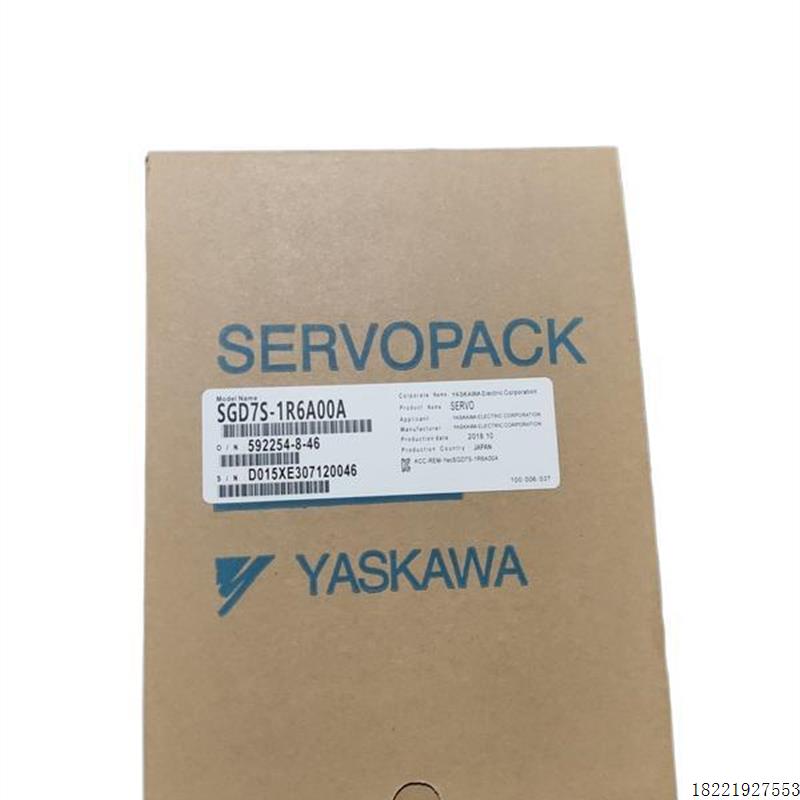 SERVOPACK
Model Name
SGD7S-1R6A00A
O/N 592254-8-46
S/N D015XE307120046
Corporate Name YASKAWA Electric Corporation
Product Name SERVO
Applicant YASKAWA ELECTRIC CORPORATION
Manufacturer YASKAWA ELECTRIC CORPORATION
Production date 2018.10
Production Country : JAPAN
100 006 037
YASKAWA
18221927553